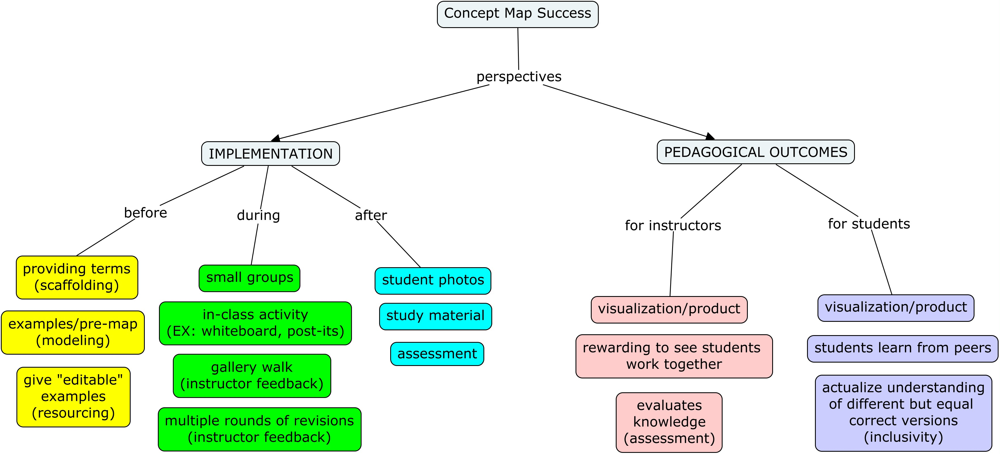 Concept Map Success
perspectives
IMPLEMENTATION
PEDAGOGICAL OUTCOMES
before
during
after
for instructors
for students
providing terms
(scaffolding)
examples/pre-map
(modeling)
give "editable"
examples
(resourcing)
small groups
in-class activity
(EX: whiteboard, post-its)
gallery walk
(instructor feedback)
multiple rounds of revisions
(instructor feedback)
student photos
study material
assessment
visualization/product
rewarding to see students
work together
evaluates
knowledge
(assessment)
visualization/product
students learn from peers
actualize understanding
of different but equal
correct versions
(inclusivity)